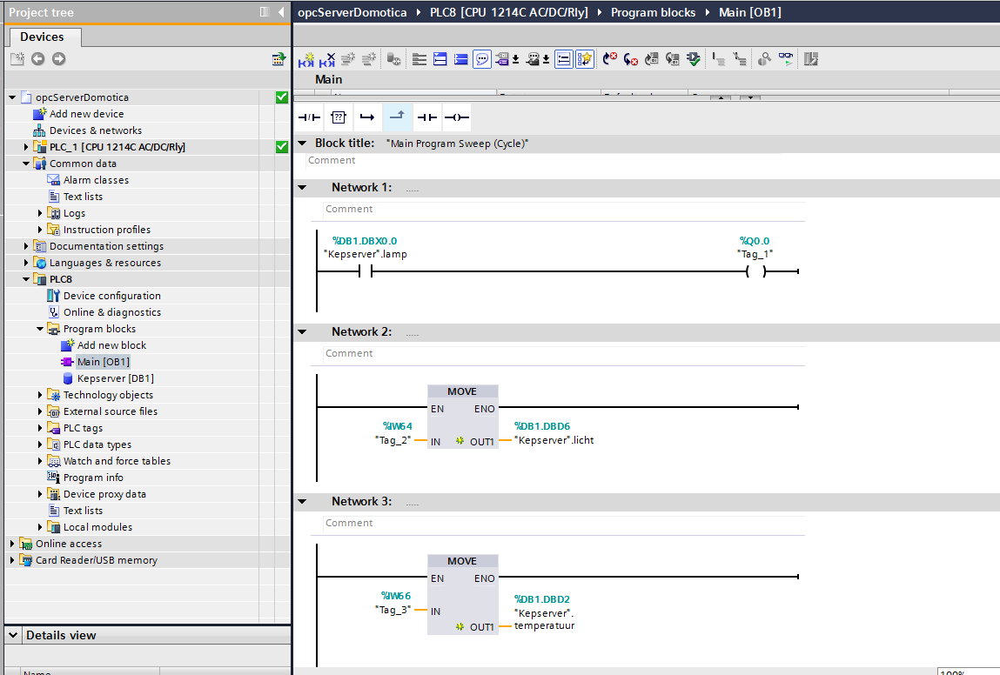 Project tree
opcServerDomotica PLC8 [CPU 1214C AC/DC/Rly] Program blocks Main [OB1]
Devices
opcServerDomotica
Add new device
Devices & networks
PLC_1 [CPU 1214C AC/DC/Rly]
Common data
Alarm classes
Text lists
Logs
Instruction profiles
Documentation settings
Languages & resources
PLC8
Device configuration
Online & diagnostics
Program blocks
Add new block
Main [OB1]
Kepserver [DB1]
Technology objects
External source files
PLC tags
PLC data types
Watch and force tables
Program info
Device proxy data
Text lists
Local modules
Online access
Card Reader/USB memory
Details view
Name
Main
??
Block title: "Main Program Sweep (Cycle)"
Comment
Network 1: .....
Comment
%DB1.DBX0.0
"Kepserver".lamp
%Q0.0
"Tag_1"
Network 2: .....
Comment
MOVE
EN ENO
%IW64
"Tag_2"
IN OUT1
%DB1.DBD6
"Kepserver".licht
Network 3: .....
Comment
MOVE
EN ENO
%IW66
"Tag_3"
IN
OUT1
%DB1.DBD2
"Kepserver".
temperatuur
100%